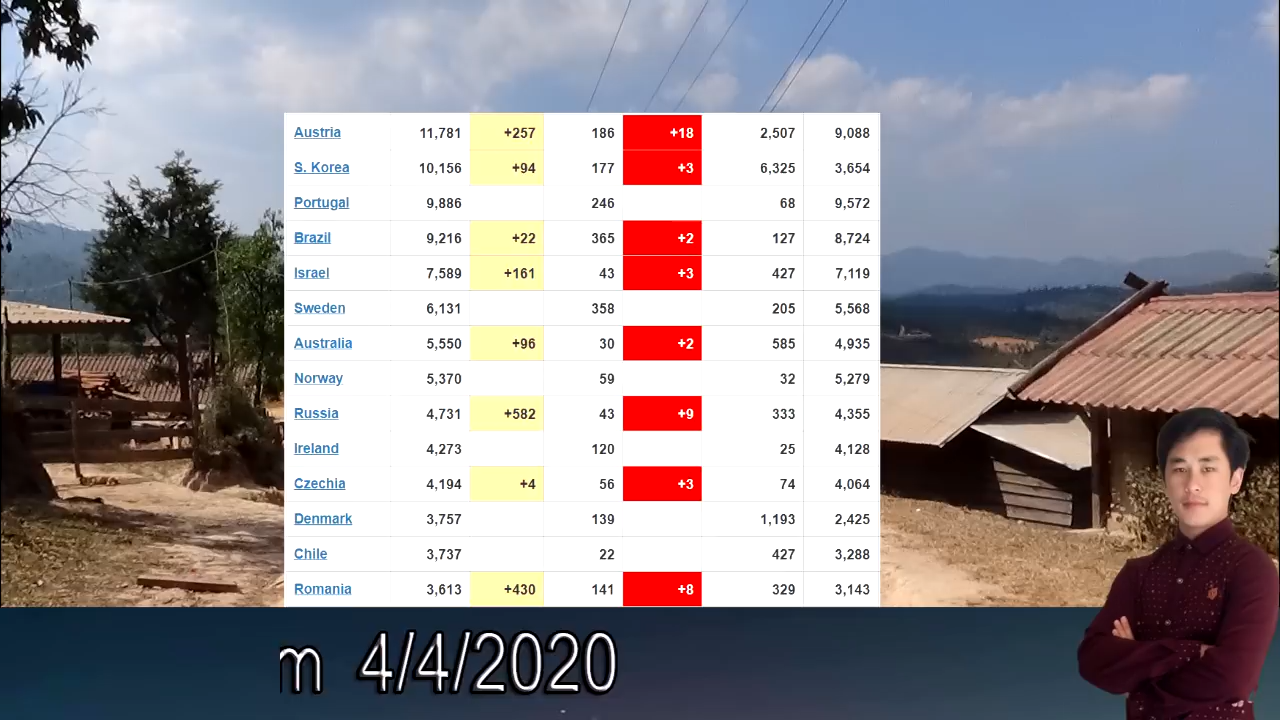 Austria 11,781 +257 186 +18 2,507 9,088
S. Korea 10,156 +94 177 +3 6,325 3,654
Portugal 9,886 246 68 9,572
Brazil 9,216 +22 365 +2 127 8,724
Israel 7,589 +161 43 +3 427 7,119
Sweden 6,131 358 205 5,568
Australia 5,550 +96 30 +2 585 4,935
Norway 5,370 59 32 5,279
Russia 4,731 +582 43 +9 333 4,355
Ireland 4,273 120 25 4,128
Czechia 4,194 +4 56 +3 74 4,064
Denmark 3,757 139 1,193 2,425
Chile 3,737 22 427 3,288
Romania 3,613 +430 141 +8 329 3,143
m 4/4/2020